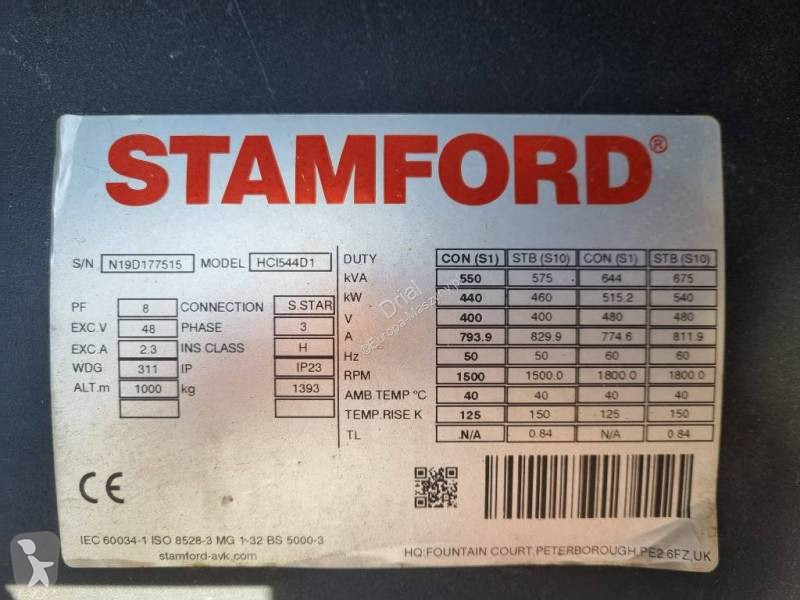 STAMFORD®
S/N N19D177515 MODEL HCI544D1
PF 8 CONNECTION S.STAR
EXC.V 48 PHASE 3
EXC.A 2.3 INS CLASS H
WDG 311 IP IP23
ALT.m 1000 kg 1393
DUTY CON (S1) STB (S10) CON (S1) STB (S10)
kVA 550 575 644 675
kW 440 460 515.2 540
V 400 400 480 480
A 793.9 829.9 774.6 811.9
Hz 50 50 60 60
RPM 1500 1500.0 1800.0 1800.0
AMB.TEMP ºC 40 40 40 40
TEMP.RISE K 125 150 125 150
TL N/A 0.84 N/A 0.84
Drial
©Europa-Maszyny.pl
CE
IEC 60034-1 ISO 8528-3 MG 1-32 BS 5000-3
stamford-avk.com
HQ:FOUNTAIN COURT,PETERBOROUGH,PE2 6FZ,UK